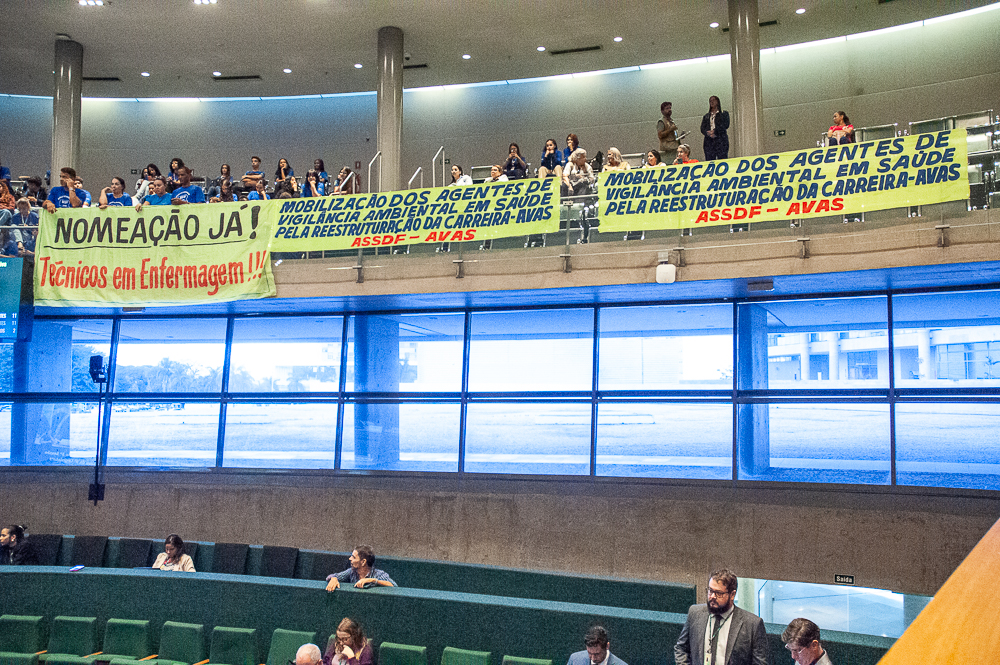 NOMEAÇÃO JÁ!
Técnicos em Enfermagem!!!
MOBILIZAÇÃO DOS AGENTES DE
VIGILÂNCIA AMBIENTAL EM SAÚDE
PELA REESTRUTURAÇÃO DA CARREIRA-AVAS
ASSDF - AVAS
MOBILIZAÇÃO DOS AGENTES DE
VIGILÂNCIA AMBIENTAL EM SAÚDE
PELA REESTRUTURAÇÃO DA CARREIRA-AVAS
ASSDF - AVAS
Saída